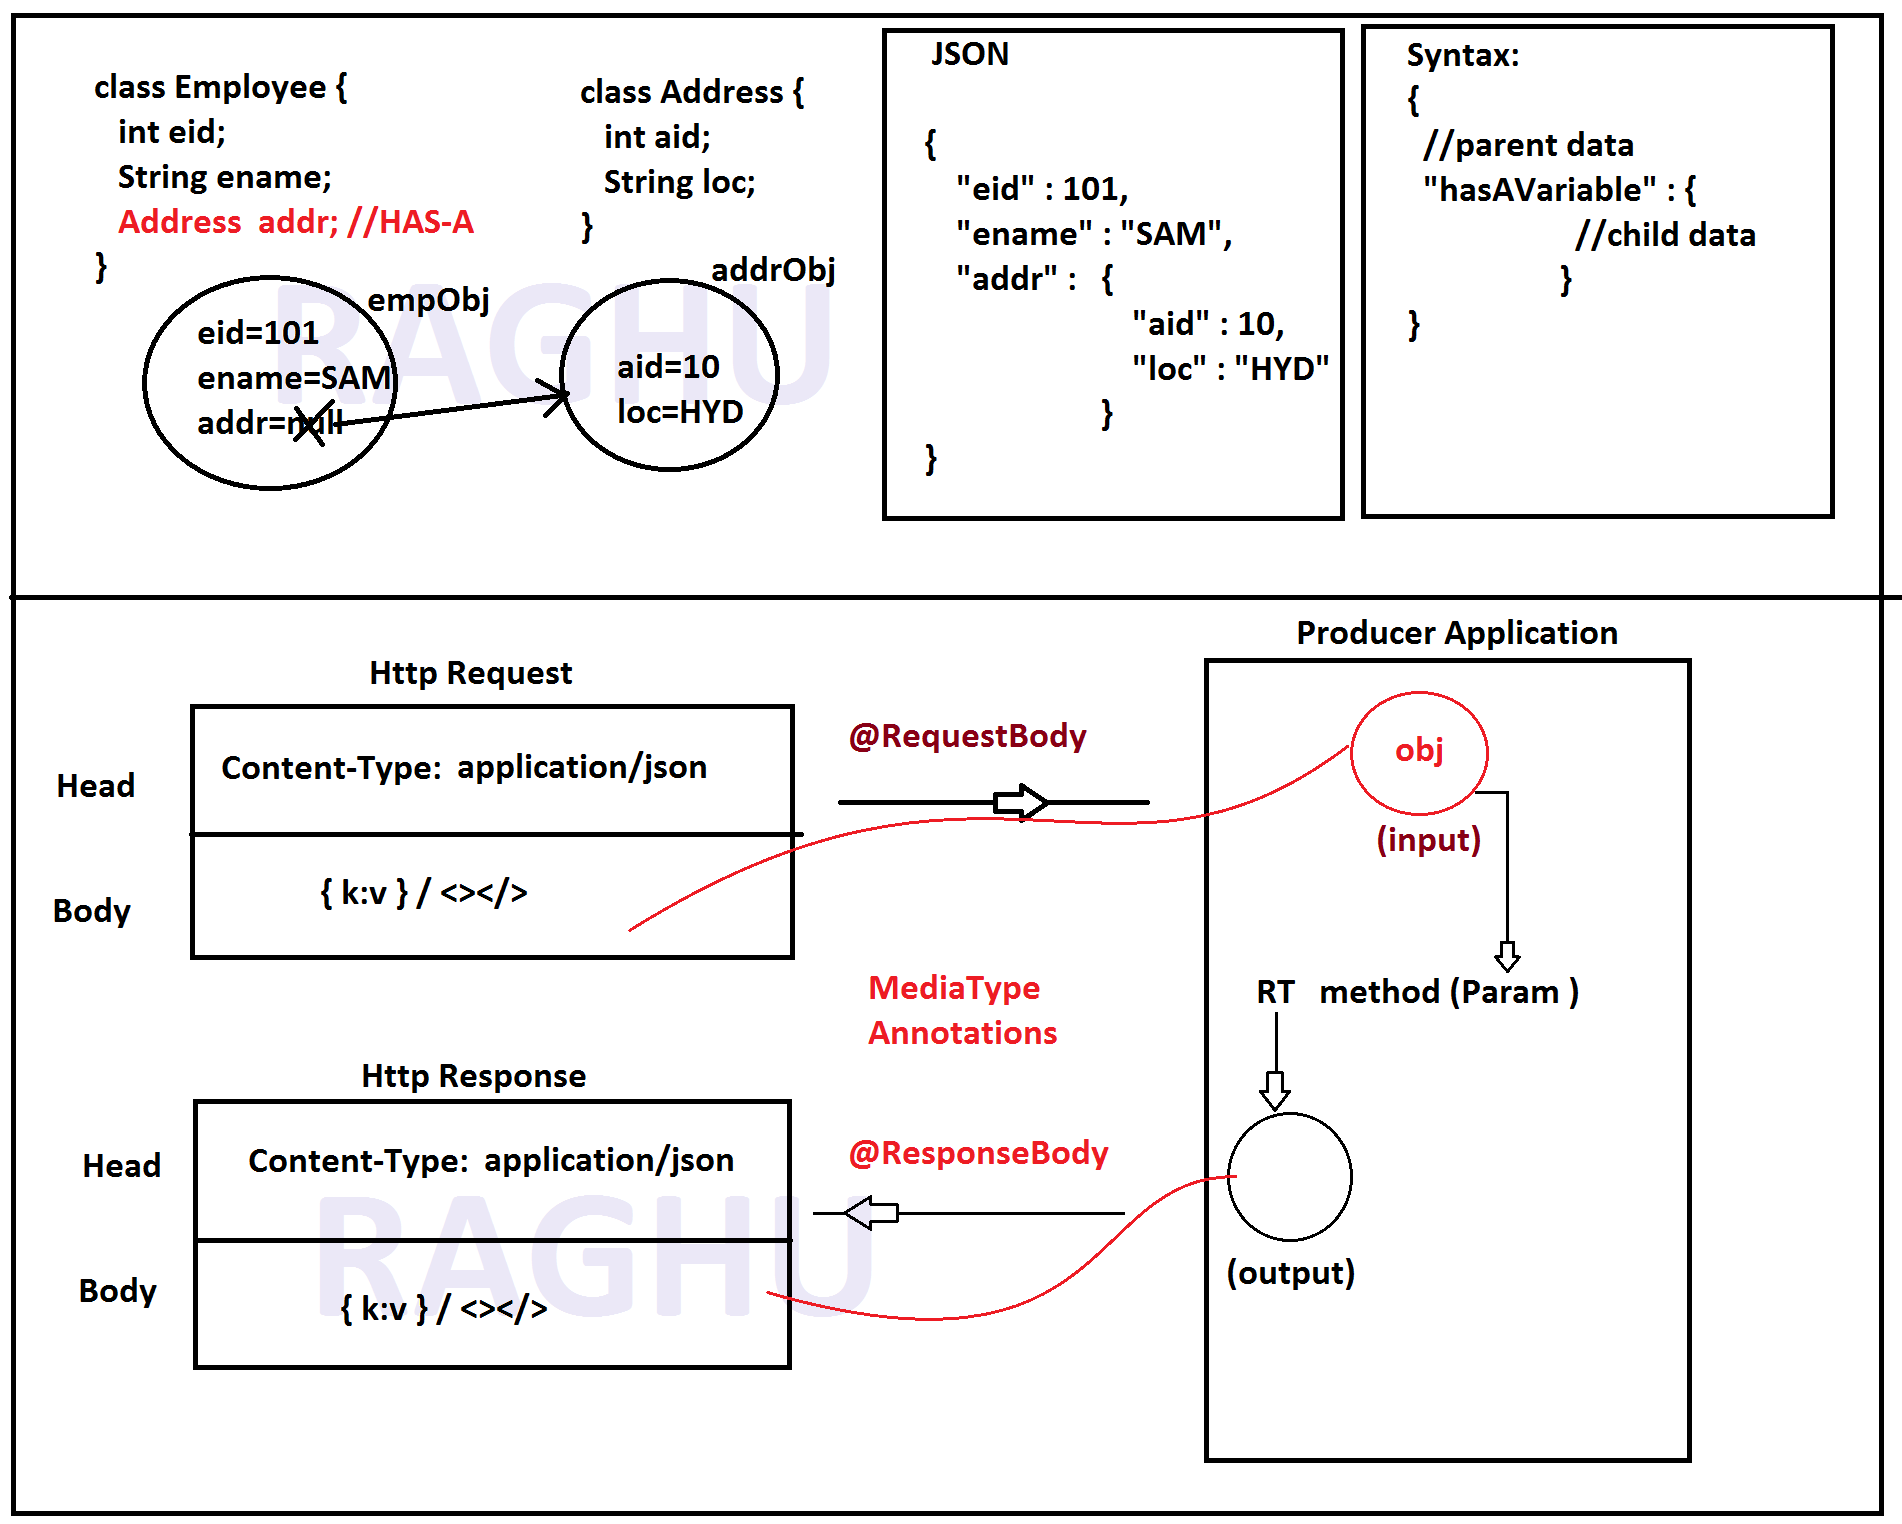 class Employee {
int eid;
String ename;
Address  addr; //HAS-A
}
class Address {
int aid;
String loc;
}
empObj
eid=101
ename=SAM
addr=null
addrObj
aid=10
loc=HYD
RAGHU
JSON
{
"eid" : 101,
"ename" : "SAM",
"addr" :   {
"aid" : 10,
"loc" : "HYD"
}
}
Syntax:
{
//parent data
"hasAVariable" : {
//child data
}
}
Http Request
Head
Content-Type:  application/json
Body
{ k:v } / <></>
@RequestBody
Producer Application
obj
(input)
MediaType
Annotations
RT   method (Param )
Http Response
Head
Content-Type:  application/json
Body
{ k:v } / <></>
@ResponseBody
(output)
RAGHU